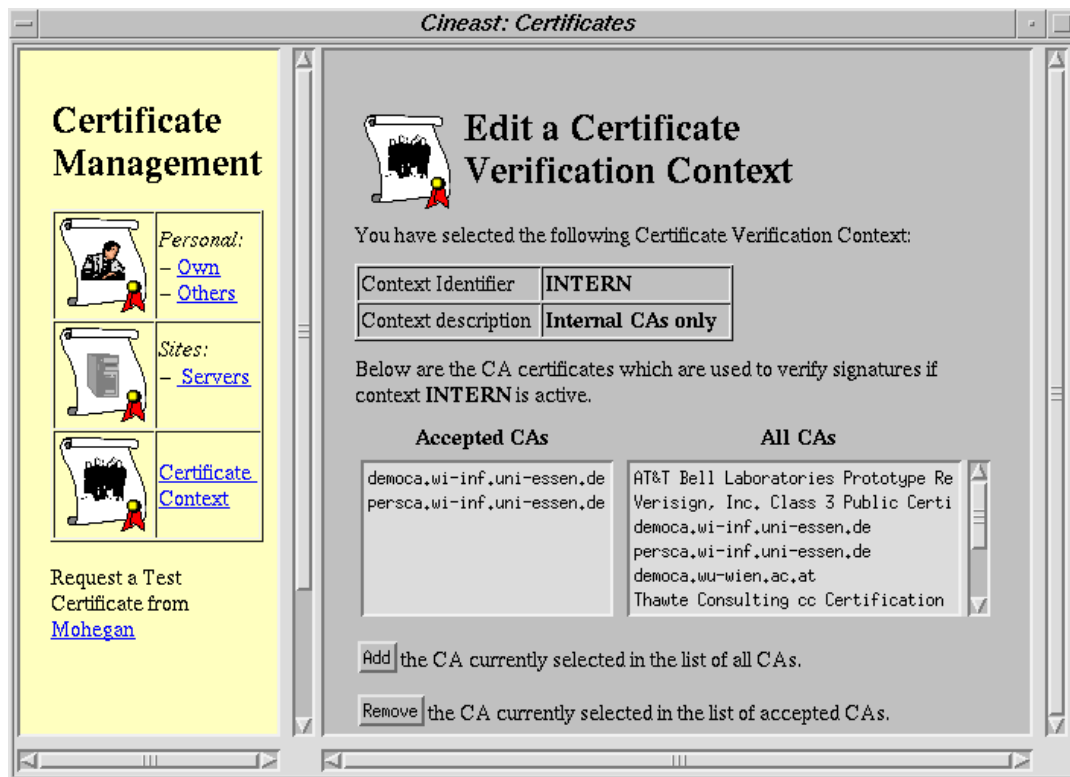 Cineast: Certificates
Certificate
Management
Personal:
– Own
– Others
Sites:
– Servers
Certificate
Context
Request a Test
Certificate from
Mohegan
Edit a Certificate
Verification Context
You have selected the following Certificate Verification Context:
Context Identifier INTERN
Context description Internal CAs only
Below are the CA certificates which are used to verify signatures if
context INTERN is active.
Accepted CAs
democa.wi-inf.uni-essen.de
persca.wi-inf.uni-essen.de
All CAs
AT&T Bell Laboratories Prototype Re
Verisign, Inc. Class 3 Public Certi
democa.wi-inf.uni-essen.de
persca.wi-inf.uni-essen.de
democa.wu-wien.ac.at
Thawte Consulting cc Certification
Add the CA currently selected in the list of all CAs.
Remove the CA currently selected in the list of accepted CAs.